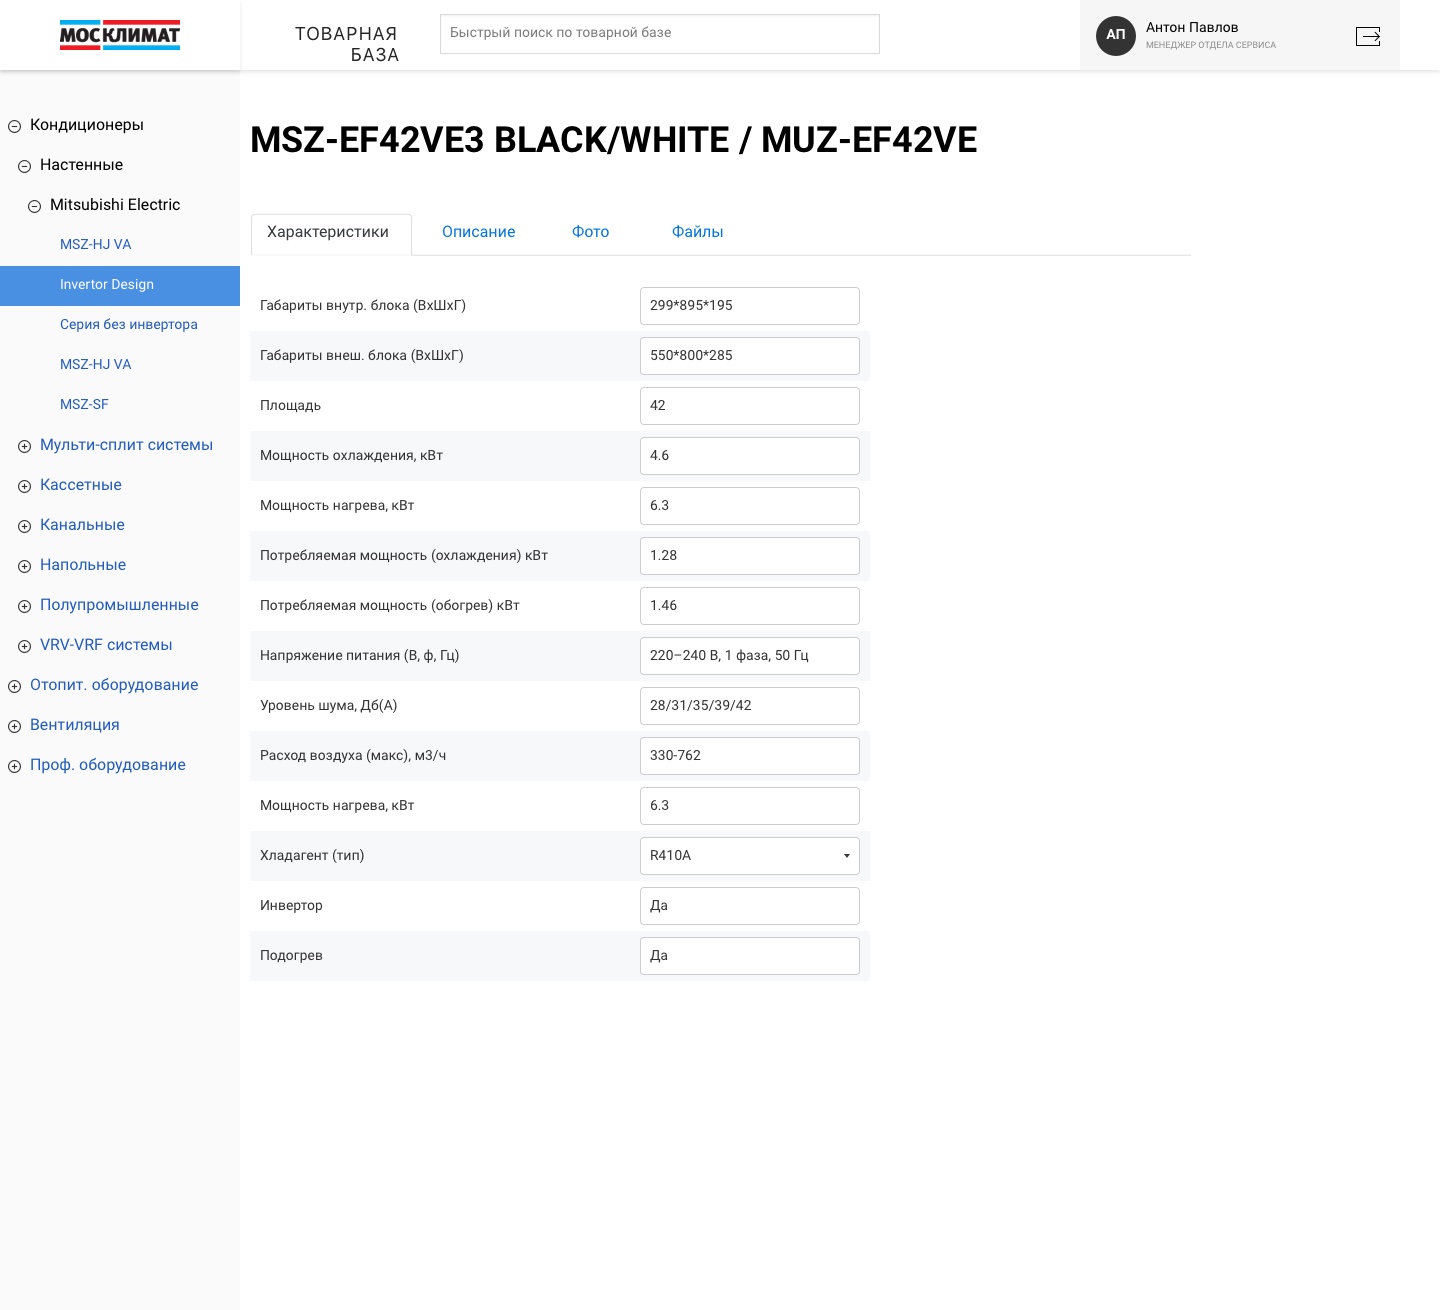 МОСКЛИМАТ
ТОВАРНАЯ
БАЗА
Быстрый поиск по товарной базе
АП
Антон Павлов
МЕНЕДЖЕР ОТДЕЛА СЕРВИСА
Кондиционеры
Настенные
Mitsubishi Electric
MSZ-HJ VA
Invertor Design
Серия без инвертора
MSZ-HJ VA
MSZ-SF
Мульти-сплит системы
Кассетные
Канальные
Напольные
Полупромышленные
VRV-VRF системы
Отопит. оборудование
Вентиляция
Проф. оборудование
MSZ-EF42VE3 BLACK/WHITE / MUZ-EF42VE
Характеристики Описание Фото Файлы
Габариты внутр. блока (ВхШхГ) 299*895*195
Габариты внеш. блока (ВхШхГ) 550*800*285
Площадь 42
Мощность охлаждения, кВт 4.6
Мощность нагрева, кВт 6.3
Потребляемая мощность (охлаждения) кВт 1.28
Потребляемая мощность (обогрев) кВт 1.46
Напряжение питания (В, ф, Гц) 220–240 В, 1 фаза, 50 Гц
Уровень шума, Дб(А) 28/31/35/39/42
Расход воздуха (макс), м3/ч 330-762
Мощность нагрева, кВт 6.3
Хладагент (тип) R410A
Инвертор Да
Подогрев Да